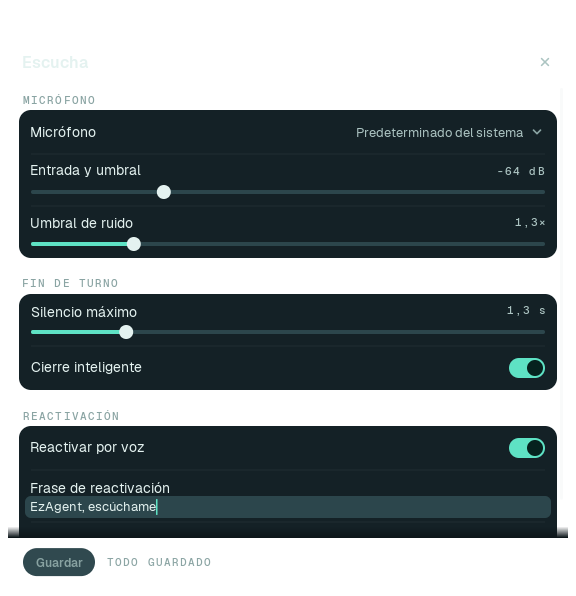 Escucha
MICRÓFONO
Micrófono
Predeterminado del sistema
Entrada y umbral
-64 dB
Umbral de ruido
1,3×
FIN DE TURNO
Silencio máximo
1,3 s
Cierre inteligente
REACTIVACIÓN
Reactivar por voz
Frase de reactivación
EzAgent, escúchame
Guardar
TODO GUARDADO